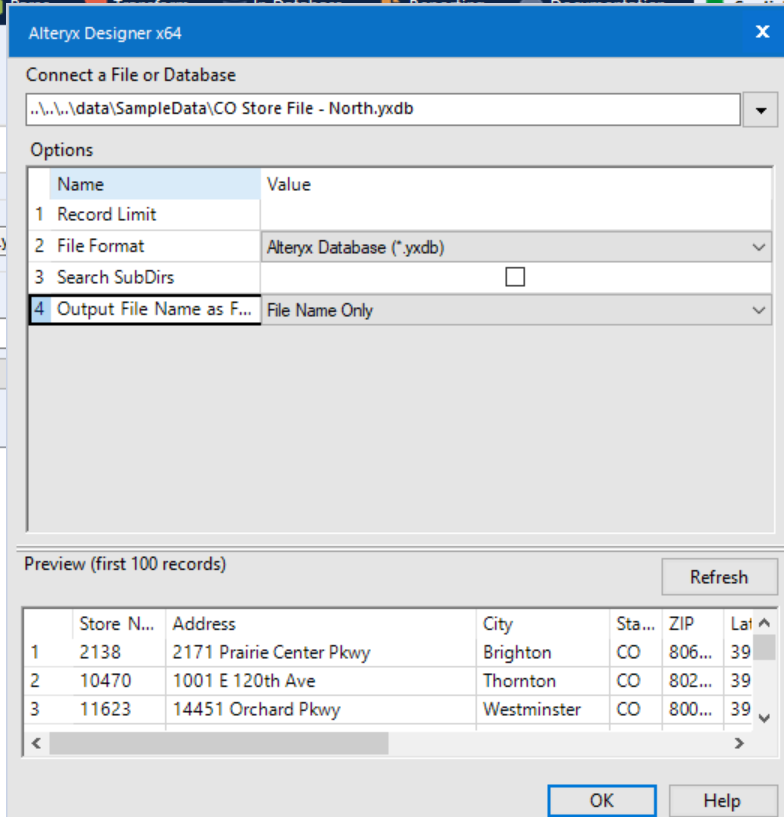 Alteryx Designer x64 x
Connect a File or Database
..\..\..\data\SampleData\CO Store File - North.yxdb
Options
Name Value
1 Record Limit
2 File Format Alteryx Database (*.yxdb)
3 Search SubDirs
4 Output File Name as F... File Name Only
Preview (first 100 records)
Refresh
Store N... Address City Sta... ZIP Lat
1 2138 2171 Prairie Center Pkwy Brighton CO 806... 39
2 10470 1001 E 120th Ave Thornton CO 802... 39
3 11623 14451 Orchard Pkwy Westminster CO 800... 39
OK Help